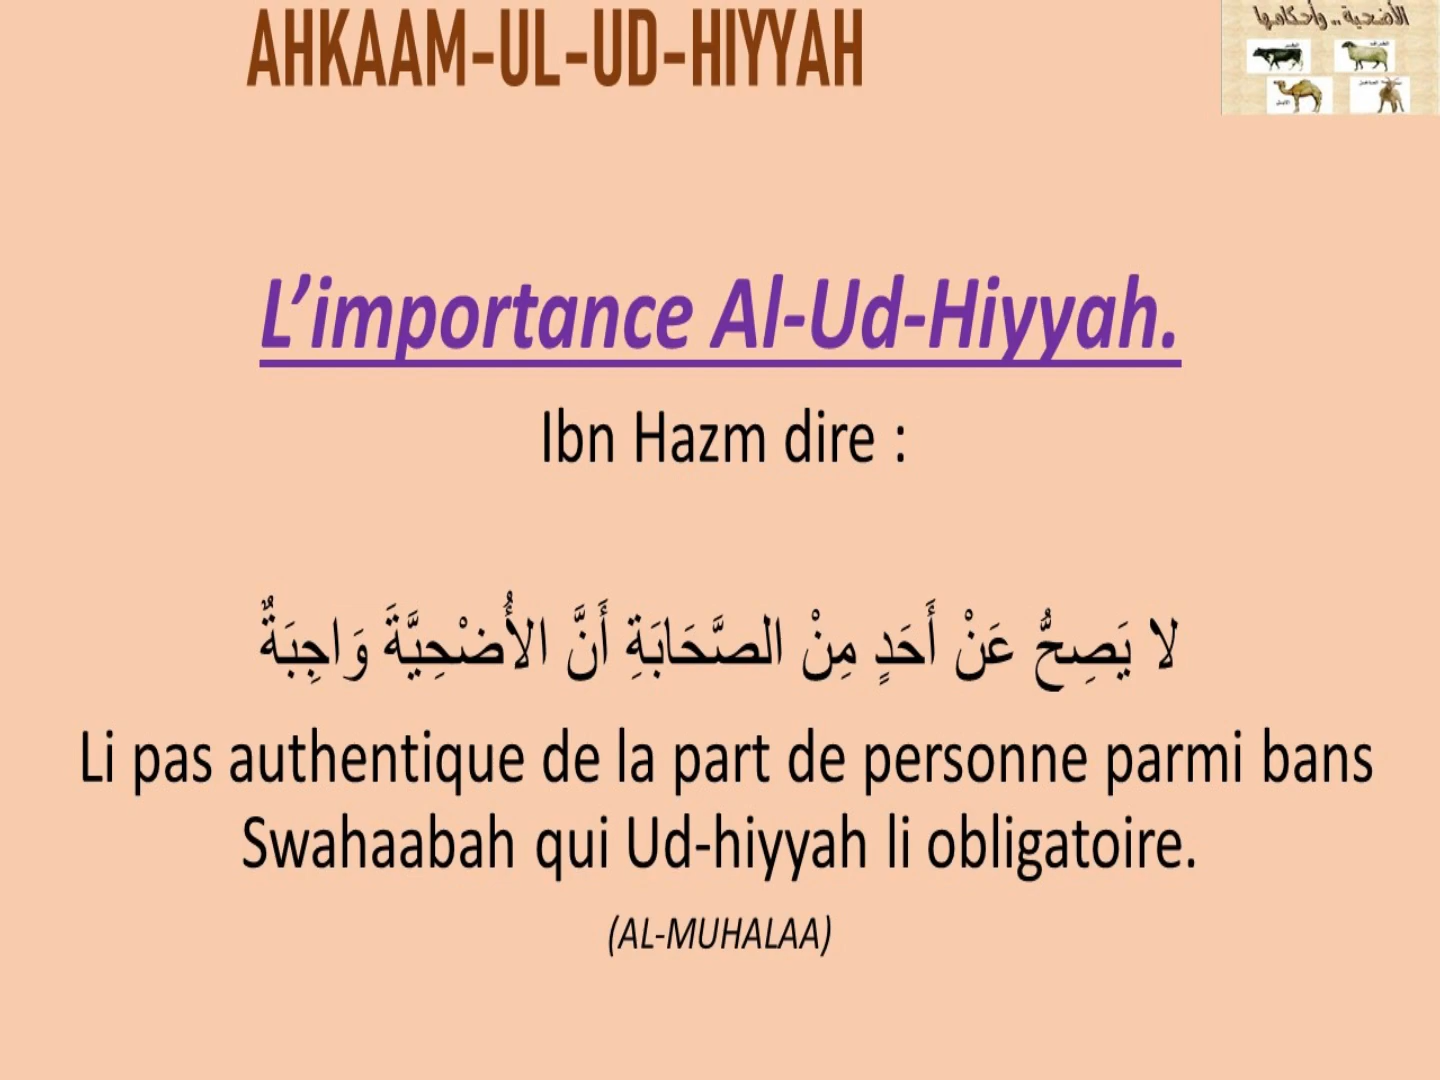 AHKAAM-UL-UD-HIYYAH
الأضحية .. وأحكامها
L’importance Al-Ud-Hiyyah.
Ibn Hazm dire :
لا يَصِحُّ عَنْ أَحَدٍ مِنْ الصَّحَابَةِ أَنَّ الأُضْحِيَّةَ وَاجِبَةٌ
Li pas authentique de la part de personne parmi bans
Swahaabah qui Ud-hiyyah li obligatoire.
(AL-MUHALAA)